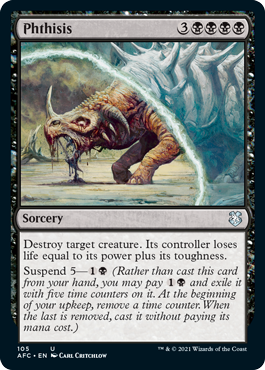 Phthisis 3
Sorcery
Destroy target creature. Its controller loses
life equal to its power plus its toughness.
Suspend 5—1 (Rather than cast this card
from your hand, you may pay 1 and exile it
with five time counters on it. At the beginning
of your upkeep, remove a time counter. When
the last is removed, cast it without paying its
mana cost.)
105 U
AFC • EN CARL CRITCHLOW ™ & © 2021 Wizards of the Coast